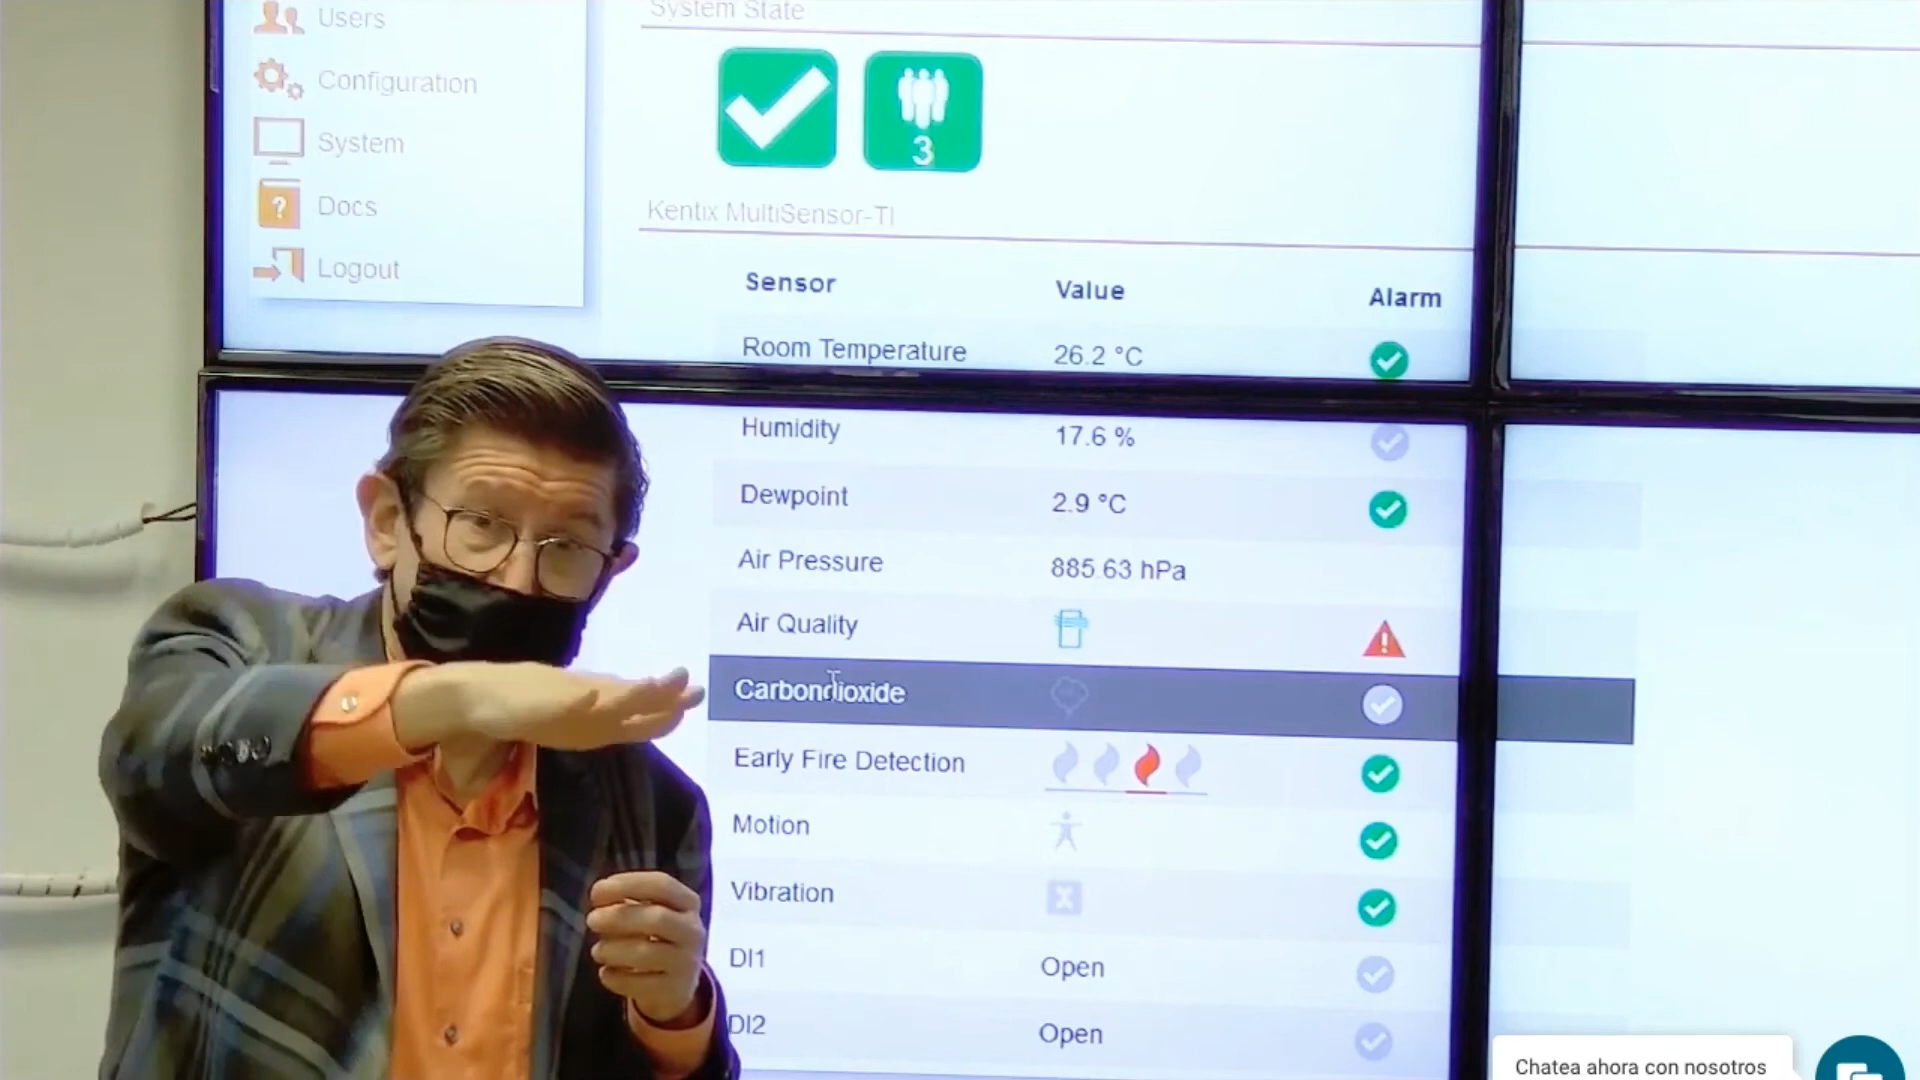 Users
Configuration
System
Docs
Logout
System State
3
Kentix MultiSensor-TI
Sensor Value Alarm
Room Temperature 26.2 °C
Humidity 17.6 %
Dewpoint 2.9 °C
Air Pressure 885.63 hPa
Air Quality
Carbondioxide
Early Fire Detection
Motion
Vibration
DI1 Open
DI2 Open
Chatea ahora con nosotros